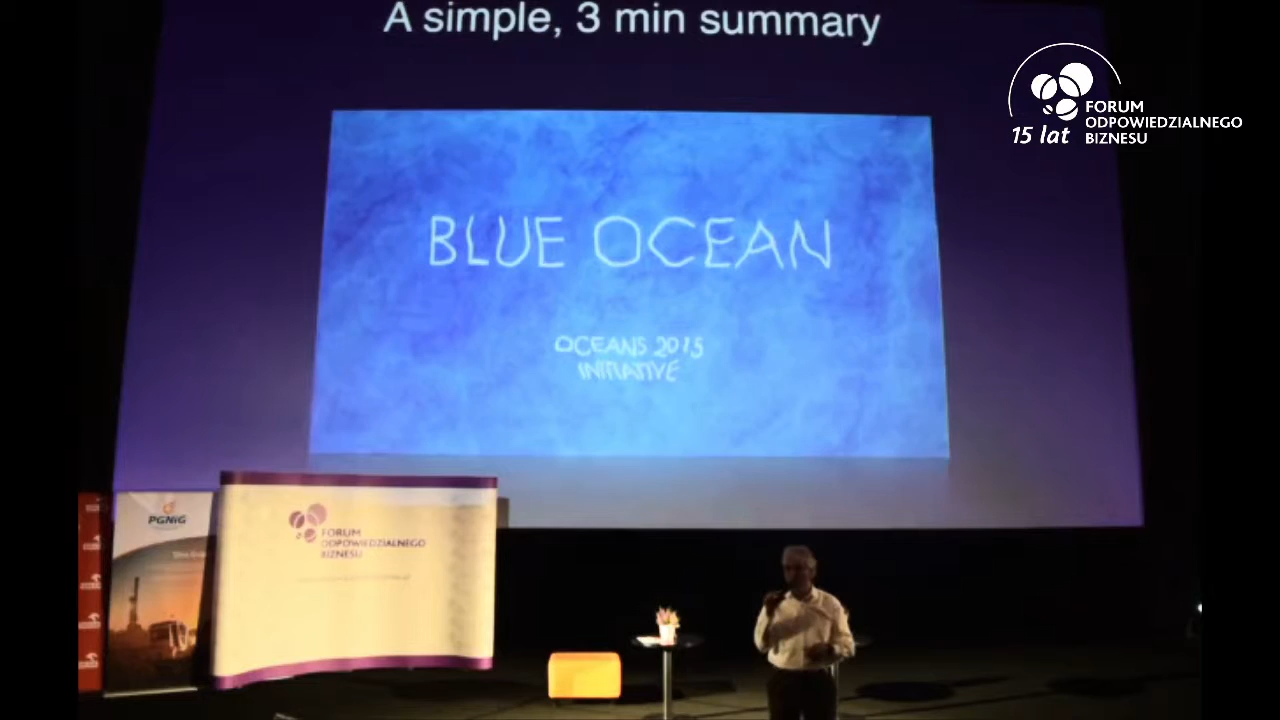 A simple, 3 min summary
FORUM
ODPOWIEDZIALNEGO
BIZNESU
15 lat
BLUE OCEAN
OCEANS 2015
INITIATIVE
PGNiG
FORUM
ODPOWIEDZIALNEGO
BIZNESU